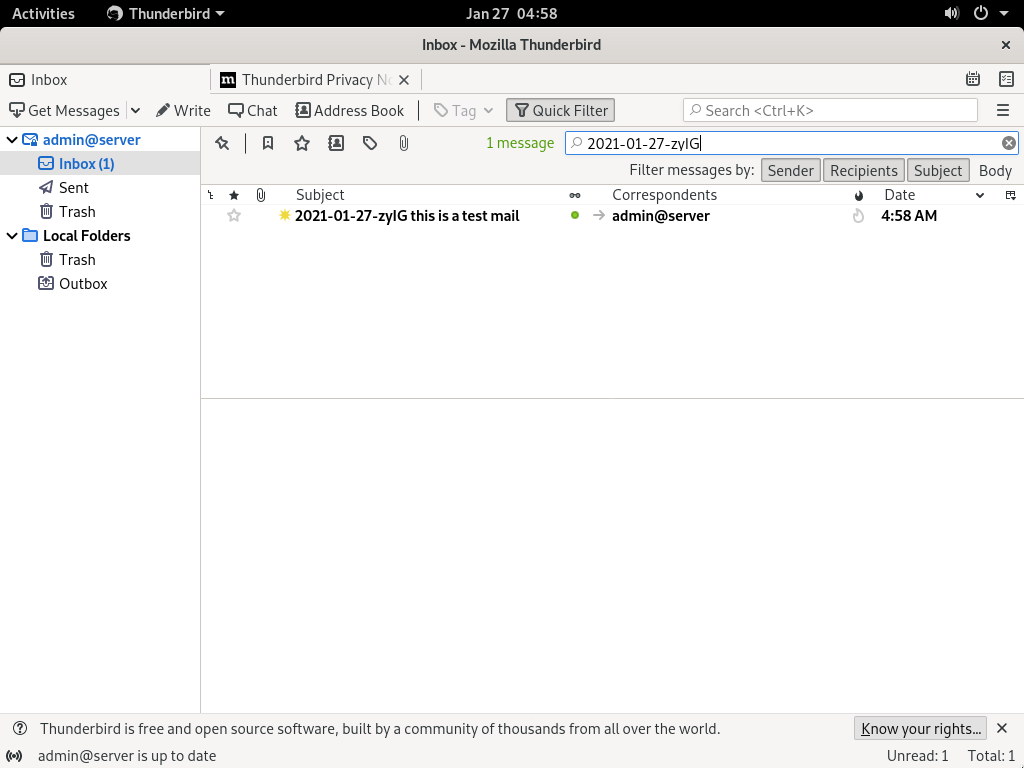 Activities Thunderbird Jan 27 04:58
Inbox - Mozilla Thunderbird
Inbox m Thunderbird Privacy No
Get Messages Write Chat Address Book Tag Quick Filter Search <Ctrl+K>
admin@server 1 message 2021-01-27-zyIG
Inbox (1) Filter messages by: Sender Recipients Subject Body
Sent Subject Correspondents Date
Trash 2021-01-27-zyIG this is a test mail admin@server 4:58 AM
Local Folders
Trash
Outbox
Thunderbird is free and open source software, built by a community of thousands from all over the world. Know your rights...
admin@server is up to date Unread: 1 Total: 1